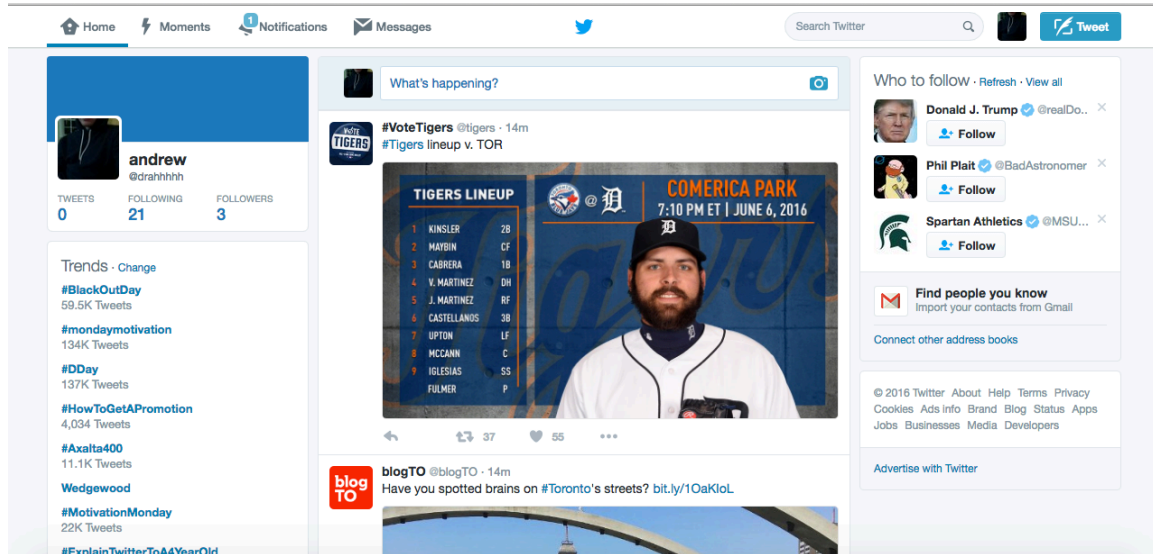 Home
Moments
1
Notifications
Messages
Search Twitter
Tweet
andrew
@drahhhhh
TWEETS FOLLOWING FOLLOWERS
0 21 3
Trends · Change
#BlackOutDay
59.5K Tweets
#mondaymotivation
134K Tweets
#DDay
137K Tweets
#HowToGetAPromotion
4,034 Tweets
#Axalta400
11.1K Tweets
Wedgewood
#MotivationMonday
22K Tweets
#ExplainTwitterToA4YearOld
What's happening?
VOTE
TIGERS
#VoteTigers @tigers · 14m
#Tigers lineup v. TOR
TIGERS LINEUP
1 KINSLER 2B
2 MAYBIN CF
3 CABRERA 1B
4 V. MARTINEZ DH
5 J. MARTINEZ RF
6 CASTELLANOS 3B
7 UPTON LF
8 MCCANN C
9 IGLESIAS SS
FULMER P
@ D
COMERICA PARK
7:10 PM ET | JUNE 6, 2016
Tigers
37 55
blog
TO
blogTO @blogTO · 14m
Have you spotted brains on #Toronto's streets? bit.ly/1OaKIoL
Who to follow · Refresh · View all
Donald J. Trump @realDo..
Follow
Phil Plait @BadAstronomer
Follow
Spartan Athletics @MSU...
Follow
Find people you know
Import your contacts from Gmail
Connect other address books
© 2016 Twitter About Help Terms Privacy
Cookies Ads info Brand Blog Status Apps
Jobs Businesses Media Developers
Advertise with Twitter